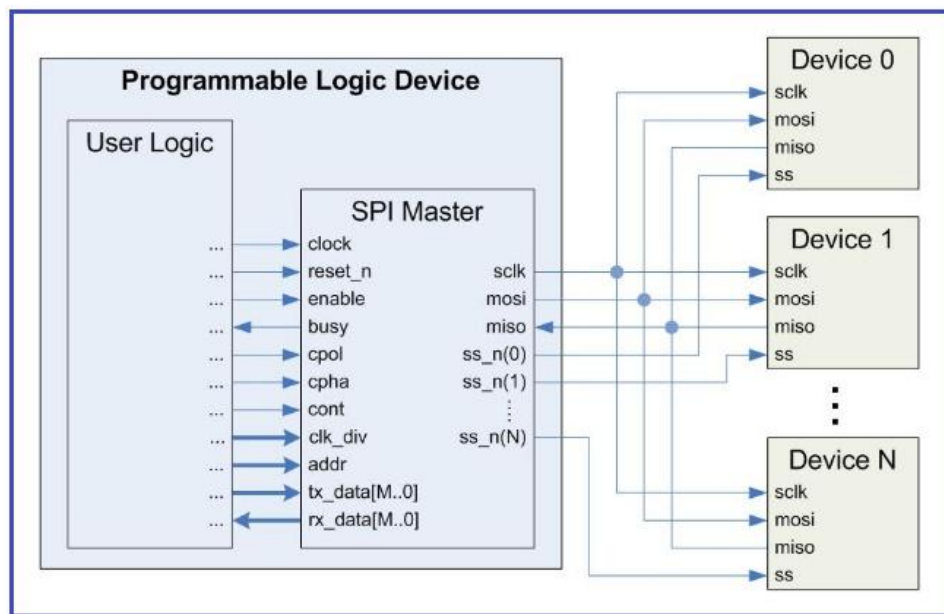 Programmable Logic Device
User Logic
...
...
...
...
...
...
...
...
...
...
...
SPI Master
clock
reset_n
enable
busy
cpol
cpha
cont
clk_div
addr
tx_data[M..0]
rx_data[M..0]
sclk
mosi
miso
ss_n(0)
ss_n(1)
ss_n(N)
Device 0
sclk
mosi
miso
ss
Device 1
sclk
mosi
miso
ss
Device N
sclk
mosi
miso
ss